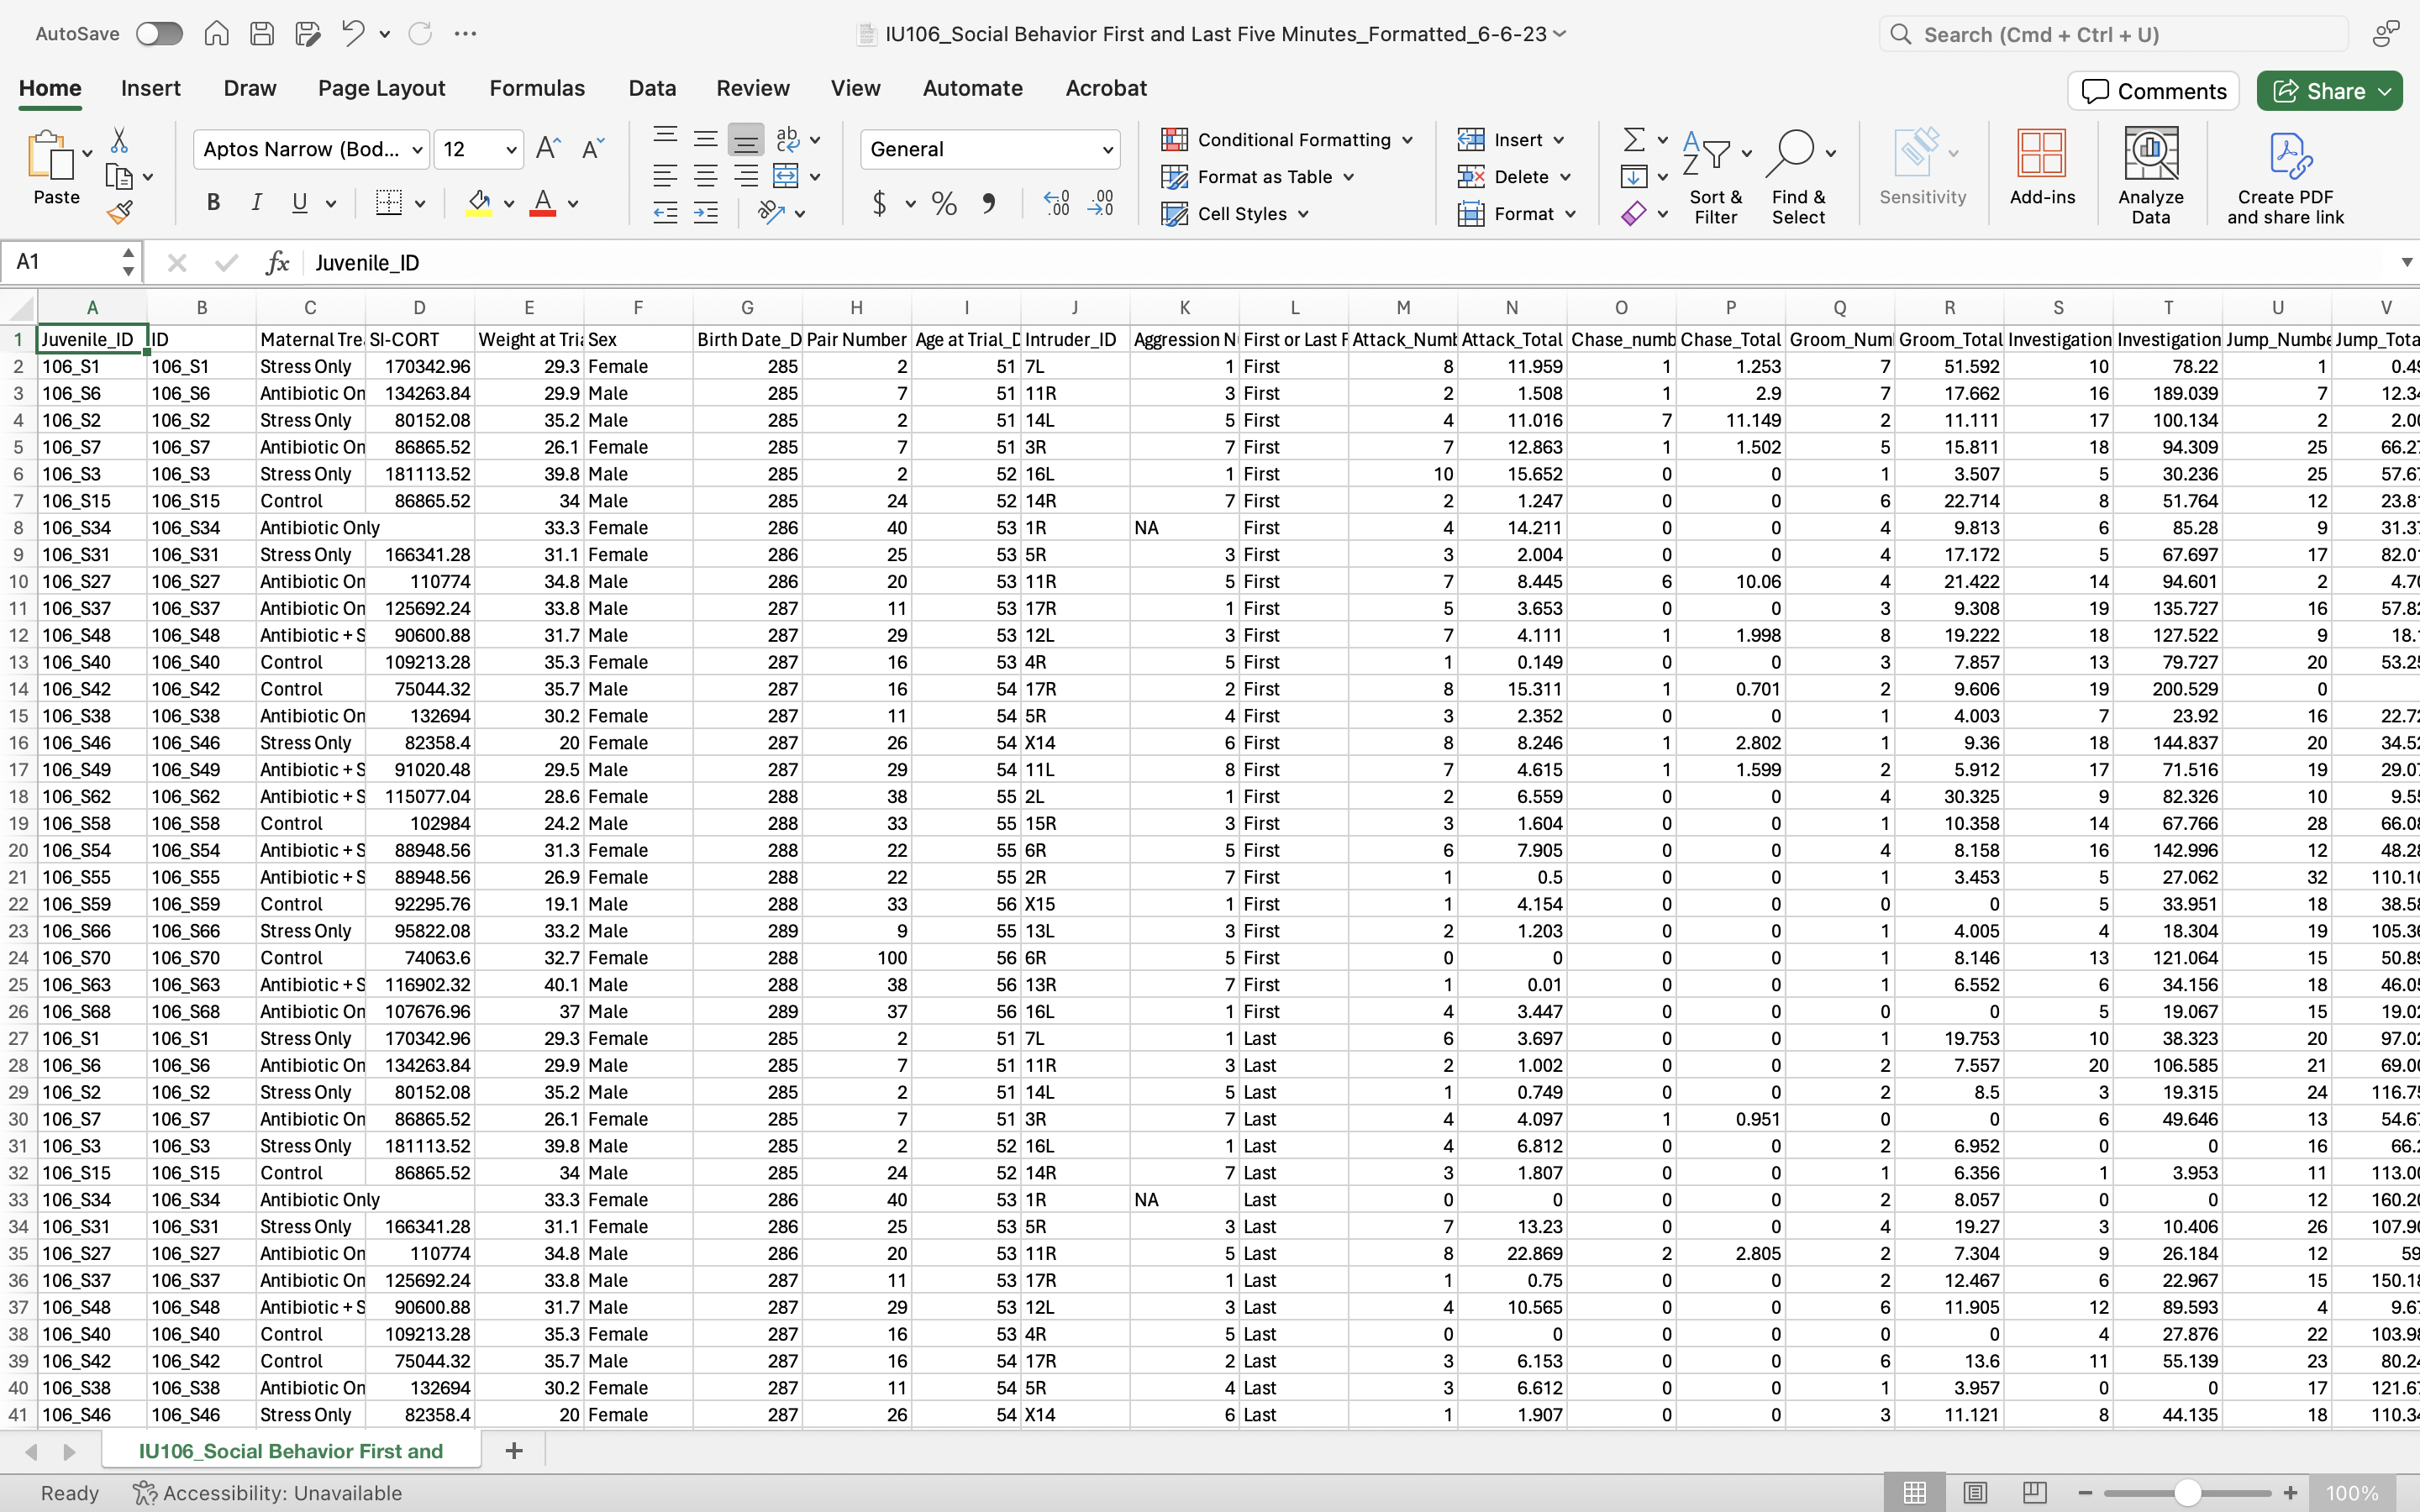 AutoSave
IU106_Social Behavior First and Last Five Minutes_Formatted_6-6-23
Search (Cmd + Ctrl + U)
Home Insert Draw Page Layout Formulas Data Review View Automate Acrobat Comments Share
Paste
Aptos Narrow (Bod... 12
B I U
General
$ %
Conditional Formatting
Format as Table
Cell Styles
Insert
Delete
Format
Sort & Filter
Find & Select
Sensitivity
Add-ins
Analyze Data
Create PDF and share link
A1 fx Juvenile_ID
A B C D E F G H I J K L M N O P Q R S T U V
1 Juvenile_ID ID Maternal Tre SI-CORT Weight at Tri Sex Birth Date_D Pair Number Age at Trial_D Intruder_ID Aggression N First or Last F Attack_Numb Attack_Total Chase_numb Chase_Total Groom_Num Groom_Total Investigation Investigation Jump_Numbe Jump_Tota
2 106_S1 106_S1 Stress Only 170342.96 29.3 Female 285 2 51 7L 1 First 8 11.959 1 1.253 7 51.592 10 78.22 1 0.49
3 106_S6 106_S6 Antibiotic On 134263.84 29.9 Male 285 7 51 11R 3 First 2 1.508 1 2.9 7 17.662 16 189.039 7 12.34
4 106_S2 106_S2 Stress Only 80152.08 35.2 Male 285 2 51 14L 5 First 4 11.016 7 11.149 2 11.111 17 100.134 2 2.00
5 106_S7 106_S7 Antibiotic On 86865.52 26.1 Female 285 7 51 3R 7 First 7 12.863 1 1.502 5 15.811 18 94.309 25 66.27
6 106_S3 106_S3 Stress Only 181113.52 39.8 Male 285 2 52 16L 1 First 10 15.652 0 0 1 3.507 5 30.236 25 57.67
7 106_S15 106_S15 Control 86865.52 34 Male 285 24 52 14R 7 First 2 1.247 0 0 6 22.714 8 51.764 12 23.81
8 106_S34 106_S34 Antibiotic Only 33.3 Female 286 40 53 1R NA First 4 14.211 0 0 4 9.813 6 85.28 9 31.37
9 106_S31 106_S31 Stress Only 166341.28 31.1 Female 286 25 53 5R 3 First 3 2.004 0 0 4 17.172 5 67.697 17 82.01
10 106_S27 106_S27 Antibiotic On 110774 34.8 Male 286 20 53 11R 5 First 7 8.445 6 10.06 4 21.422 14 94.601 2 4.70
11 106_S37 106_S37 Antibiotic On 125692.24 33.8 Male 287 11 53 17R 1 First 5 3.653 0 0 3 9.308 19 135.727 16 57.82
12 106_S48 106_S48 Antibiotic + S 90600.88 31.7 Male 287 29 53 12L 3 First 7 4.111 1 1.998 8 19.222 18 127.522 9 18.1
13 106_S40 106_S40 Control 109213.28 35.3 Female 287 16 53 4R 5 First 1 0.149 0 0 3 7.857 13 79.727 20 53.25
14 106_S42 106_S42 Control 75044.32 35.7 Male 287 16 54 17R 2 First 8 15.311 1 0.701 2 9.606 19 200.529 0
15 106_S38 106_S38 Antibiotic On 132694 30.2 Female 287 11 54 5R 4 First 3 2.352 0 0 1 4.003 7 23.92 16 22.72
16 106_S46 106_S46 Stress Only 82358.4 20 Female 287 26 54 X14 6 First 8 8.246 1 2.802 1 9.36 18 144.837 20 34.52
17 106_S49 106_S49 Antibiotic + S 91020.48 29.5 Male 287 29 54 11L 8 First 7 4.615 1 1.599 2 5.912 17 71.516 19 29.07
18 106_S62 106_S62 Antibiotic + S 115077.04 28.6 Female 288 38 55 2L 1 First 2 6.559 0 0 4 30.325 9 82.326 10 9.55
19 106_S58 106_S58 Control 102984 24.2 Male 288 33 55 15R 3 First 3 1.604 0 0 1 10.358 14 67.766 28 66.08
20 106_S54 106_S54 Antibiotic + S 88948.56 31.3 Female 288 22 55 6R 5 First 6 7.905 0 0 4 8.158 16 142.996 12 48.28
21 106_S55 106_S55 Antibiotic + S 88948.56 26.9 Female 288 22 55 2R 7 First 1 0.5 0 0 1 3.453 5 27.062 32 110.10
22 106_S59 106_S59 Control 92295.76 19.1 Male 288 33 56 X15 1 First 1 4.154 0 0 0 0 5 33.951 18 38.58
23 106_S66 106_S66 Stress Only 95822.08 33.2 Male 289 9 55 13L 3 First 2 1.203 0 0 1 4.005 4 18.304 19 105.36
24 106_S70 106_S70 Control 74063.6 32.7 Female 288 100 56 6R 5 First 0 0 0 0 1 8.146 13 121.064 15 50.89
25 106_S63 106_S63 Antibiotic + S 116902.32 40.1 Male 288 38 56 13R 7 First 1 0.01 0 0 1 6.552 6 34.156 18 46.05
26 106_S68 106_S68 Antibiotic On 107676.96 37 Male 289 37 56 16L 1 First 4 3.447 0 0 0 0 5 19.067 15 19.02
27 106_S1 106_S1 Stress Only 170342.96 29.3 Female 285 2 51 7L 1 Last 6 3.697 0 0 1 19.753 10 38.323 20 97.02
28 106_S6 106_S6 Antibiotic On 134263.84 29.9 Male 285 7 51 11R 3 Last 2 1.002 0 0 2 7.557 20 106.585 21 69.00
29 106_S2 106_S2 Stress Only 80152.08 35.2 Male 285 2 51 14L 5 Last 1 0.749 0 0 2 8.5 3 19.315 24 116.75
30 106_S7 106_S7 Antibiotic On 86865.52 26.1 Female 285 7 51 3R 7 Last 4 4.097 1 0.951 0 0 6 49.646 13 54.67
31 106_S3 106_S3 Stress Only 181113.52 39.8 Male 285 2 52 16L 1 Last 4 6.812 0 0 2 6.952 0 0 16 66.2
32 106_S15 106_S15 Control 86865.52 34 Male 285 24 52 14R 7 Last 3 1.807 0 0 1 6.356 1 3.953 11 113.00
33 106_S34 106_S34 Antibiotic Only 33.3 Female 286 40 53 1R NA Last 0 0 0 0 2 8.057 0 0 12 160.20
34 106_S31 106_S31 Stress Only 166341.28 31.1 Female 286 25 53 5R 3 Last 7 13.23 0 0 4 19.27 3 10.406 26 107.90
35 106_S27 106_S27 Antibiotic On 110774 34.8 Male 286 20 53 11R 5 Last 8 22.869 2 2.805 2 7.304 9 26.184 12 59
36 106_S37 106_S37 Antibiotic On 125692.24 33.8 Male 287 11 53 17R 1 Last 1 0.75 0 0 2 12.467 6 22.967 15 150.18
37 106_S48 106_S48 Antibiotic + S 90600.88 31.7 Male 287 29 53 12L 3 Last 4 10.565 0 0 6 11.905 12 89.593 4 9.67
38 106_S40 106_S40 Control 109213.28 35.3 Female 287 16 53 4R 5 Last 0 0 0 0 0 0 4 27.876 22 103.98
39 106_S42 106_S42 Control 75044.32 35.7 Male 287 16 54 17R 2 Last 3 6.153 0 0 6 13.6 11 55.139 23 80.24
40 106_S38 106_S38 Antibiotic On 132694 30.2 Female 287 11 54 5R 4 Last 3 6.612 0 0 1 3.957 0 0 17 121.67
41 106_S46 106_S46 Stress Only 82358.4 20 Female 287 26 54 X14 6 Last 1 1.907 0 0 3 11.121 8 44.135 18 110.34
IU106_Social Behavior First and
Ready Accessibility: Unavailable 100%